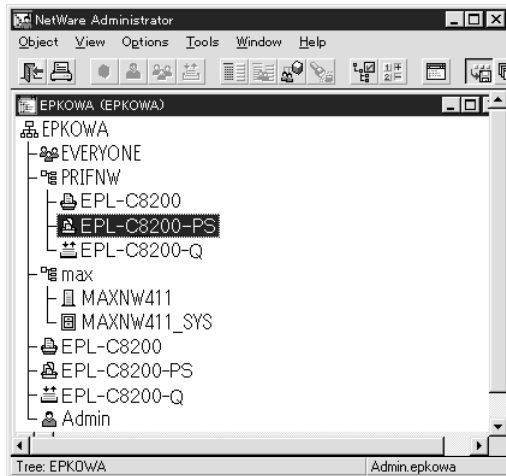 NetWare Administrator
Object View Options Tools Window Help
EPKOWA (EPKOWA)
EPKOWA
EVERYONE
PRIFNW
EPL-C8200
EPL-C8200-PS
EPL-C8200-Q
max
MAXNW411
MAXNW411_SYS
EPL-C8200
EPL-C8200-PS
EPL-C8200-Q
Admin
Tree: EPKOWA Admin.epkowa